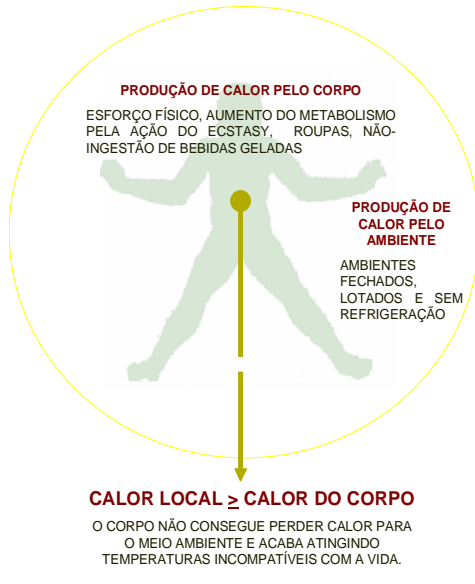 PRODUÇÃO DE CALOR PELO CORPO
ESFORÇO FÍSICO, AUMENTO DO METABOLISMO
PELA AÇÃO DO ECSTASY, ROUPAS, NÃO-
INGESTÃO DE BEBIDAS GELADAS
PRODUÇÃO DE
CALOR PELO
AMBIENTE
AMBIENTES
FECHADOS,
LOTADOS E SEM
REFRIGERAÇÃO
CALOR LOCAL ≥ CALOR DO CORPO
O CORPO NÃO CONSEGUE PERDER CALOR PARA
O MEIO AMBIENTE E ACABA ATINGINDO
TEMPERATURAS INCOMPATÍVEIS COM A VIDA.